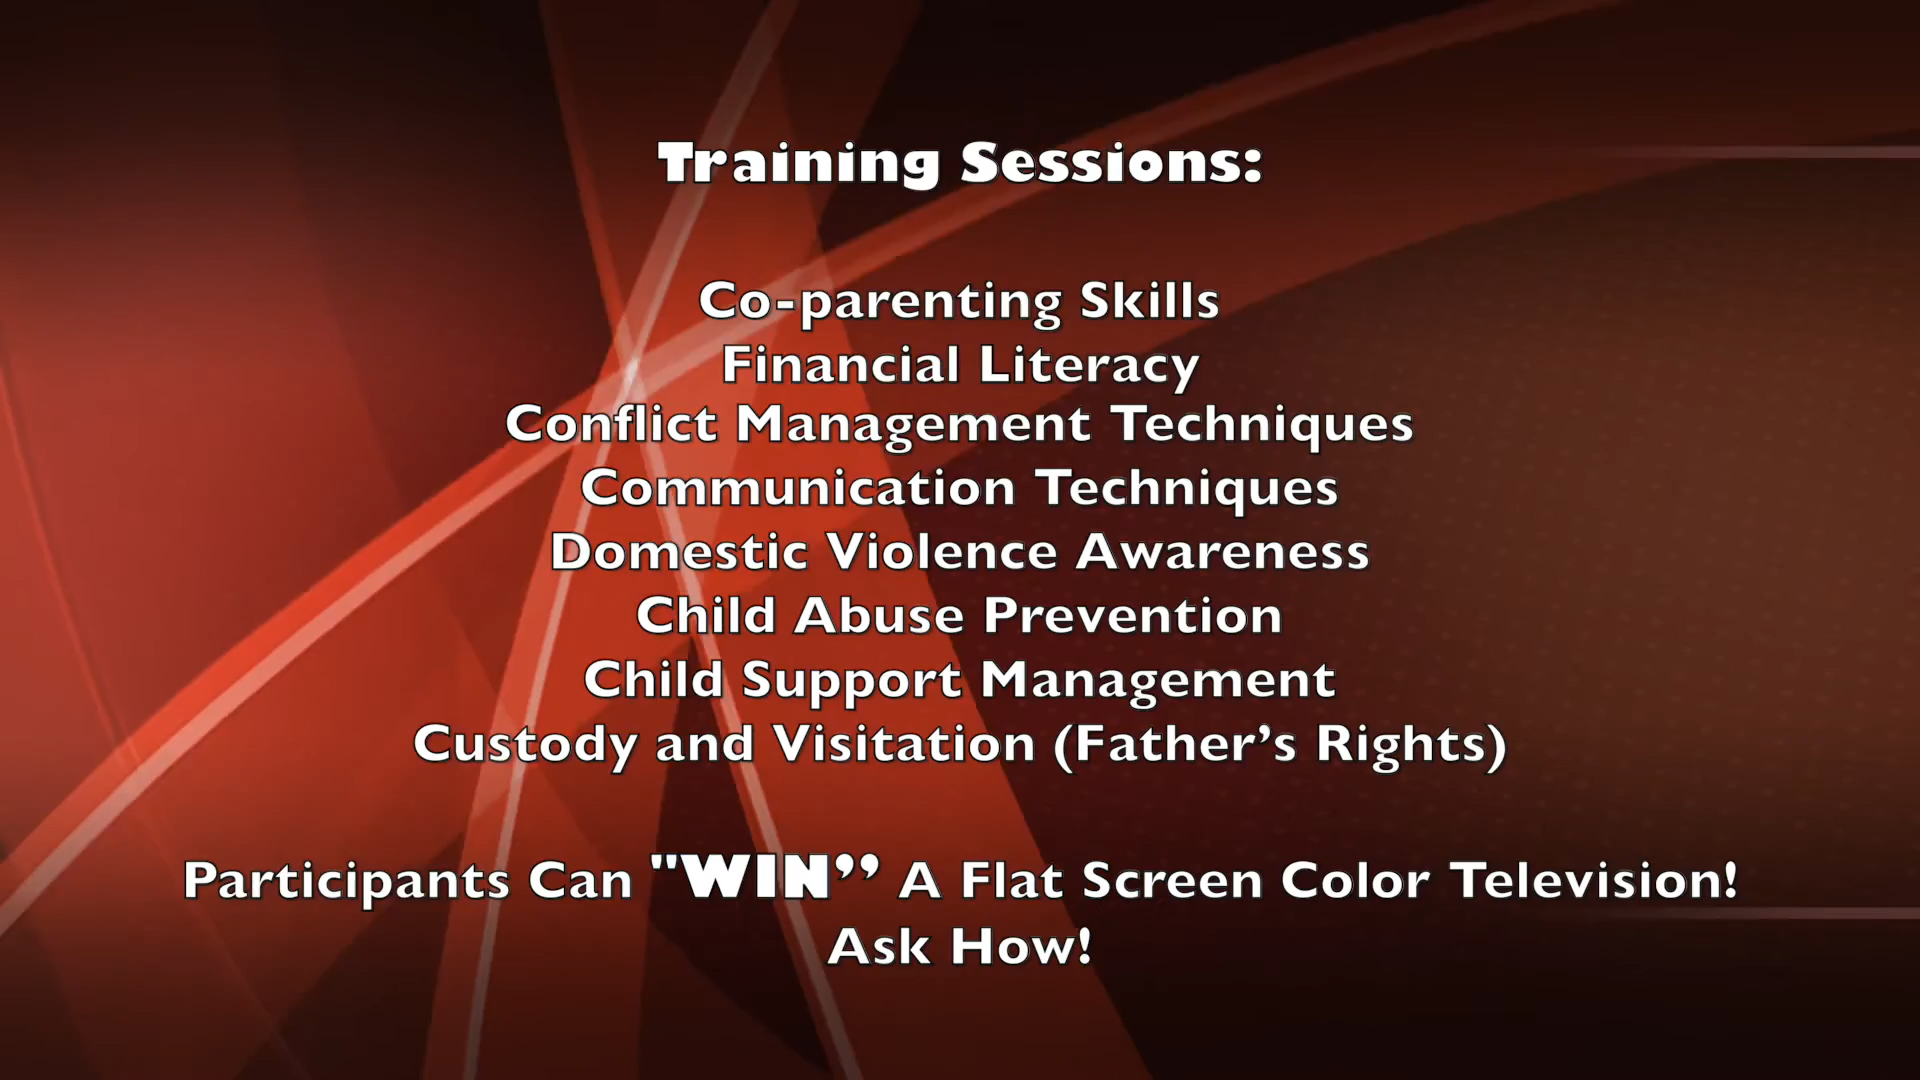 Training Sessions:
Co-parenting Skills
Financial Literacy
Conflict Management Techniques
Communication Techniques
Domestic Violence Awareness
Child Abuse Prevention
Child Support Management
Custody and Visitation (Father’s Rights)
Participants Can "WIN” A Flat Screen Color Television!
Ask How!